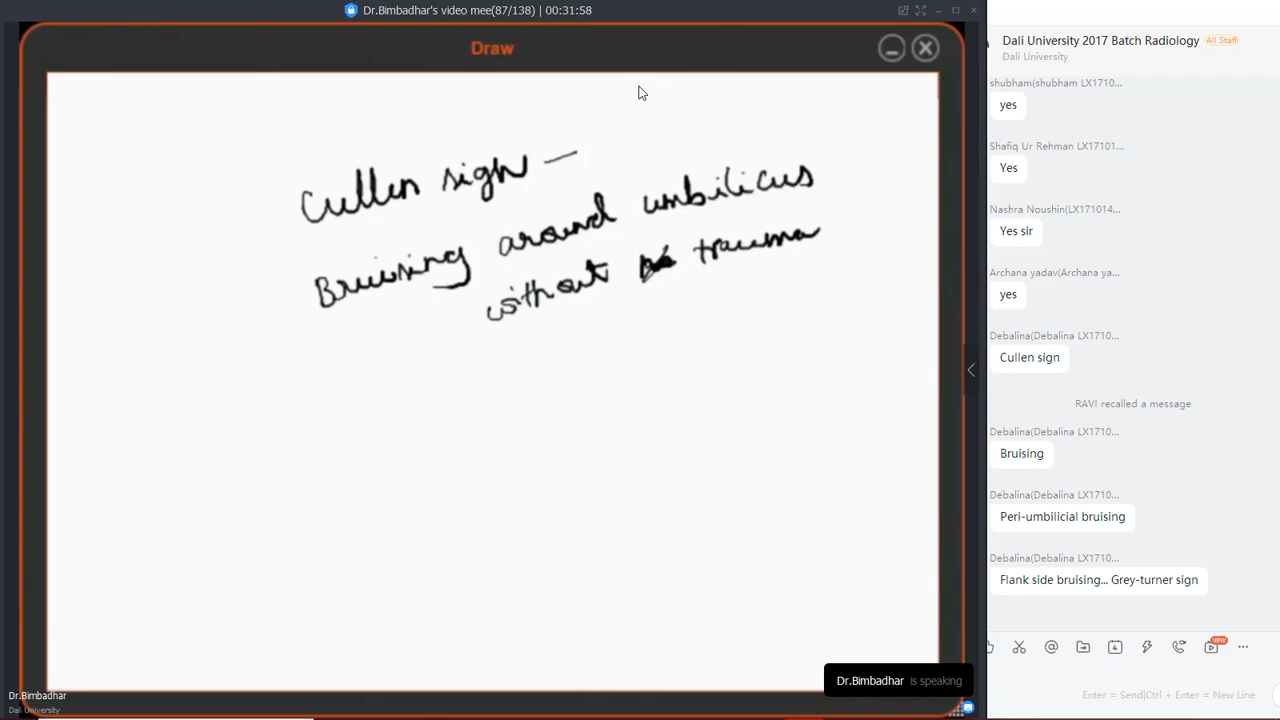 Dr.Bimbadhar's video mee(87/138) | 00:31:58
Draw
Cullen sign —
Bruising around umbilicus
without trauma
Dr.Bimbadhar
Dali University
Dr.Bimbadhar is speaking
Dali University 2017 Batch Radiology All Staff
Dali University
shubham(shubham LX1710...
yes
Shafiq Ur Rehman LX17101...
Yes
Nashra Noushin(LX171014...
Yes sir
Archana yadav(Archana ya...
yes
Debalina(Debalina LX1710...
Cullen sign
RAVI recalled a message
Debalina(Debalina LX1710...
Bruising
Debalina(Debalina LX1710...
Peri-umbilicial bruising
Debalina(Debalina LX1710...
Flank side bruising... Grey-turner sign
4
NEW
Enter = Send|Ctrl + Enter = New Line